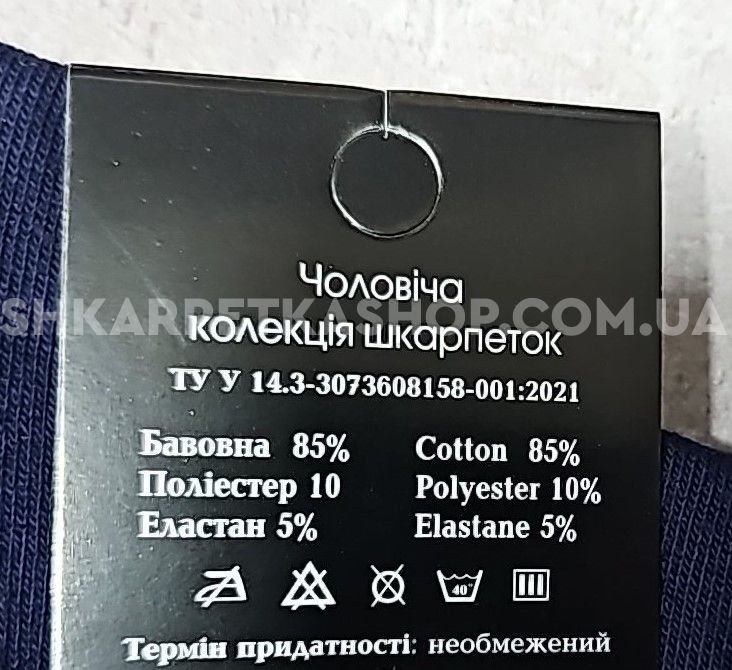 Чоловіча
SHKARPETKASHOP.COM.UA
колекція шкарпеток
ТУ У 14.3-3073608158-001:2021
Бавовна 85% Cotton 85%
Поліестер 10 Polyester 10%
Еластан 5% Elastane 5%
40°
Термін придатності: необмежений